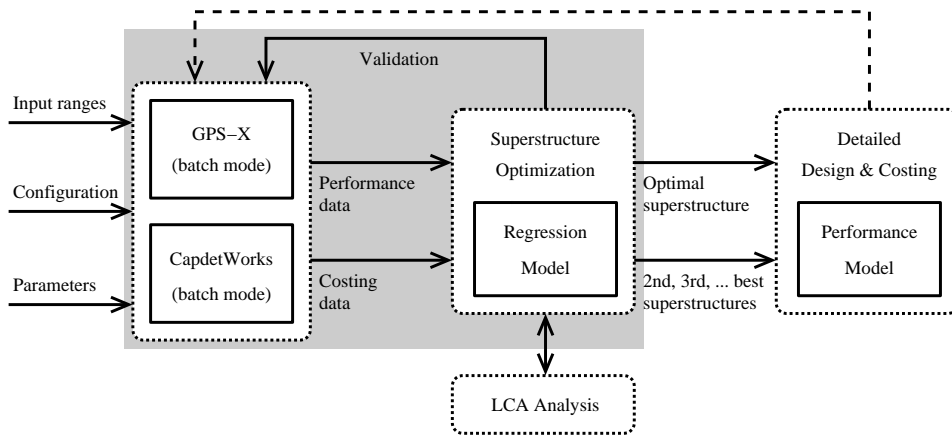 Validation
Input ranges
Configuration
Parameters
GPS−X
(batch mode)
CapdetWorks
(batch mode)
Performance
data
Costing
data
Superstructure
Optimization
Regression
Model
LCA Analysis
Optimal
superstructure
2nd, 3rd, ... best
superstructures
Detailed
Design & Costing
Performance
Model